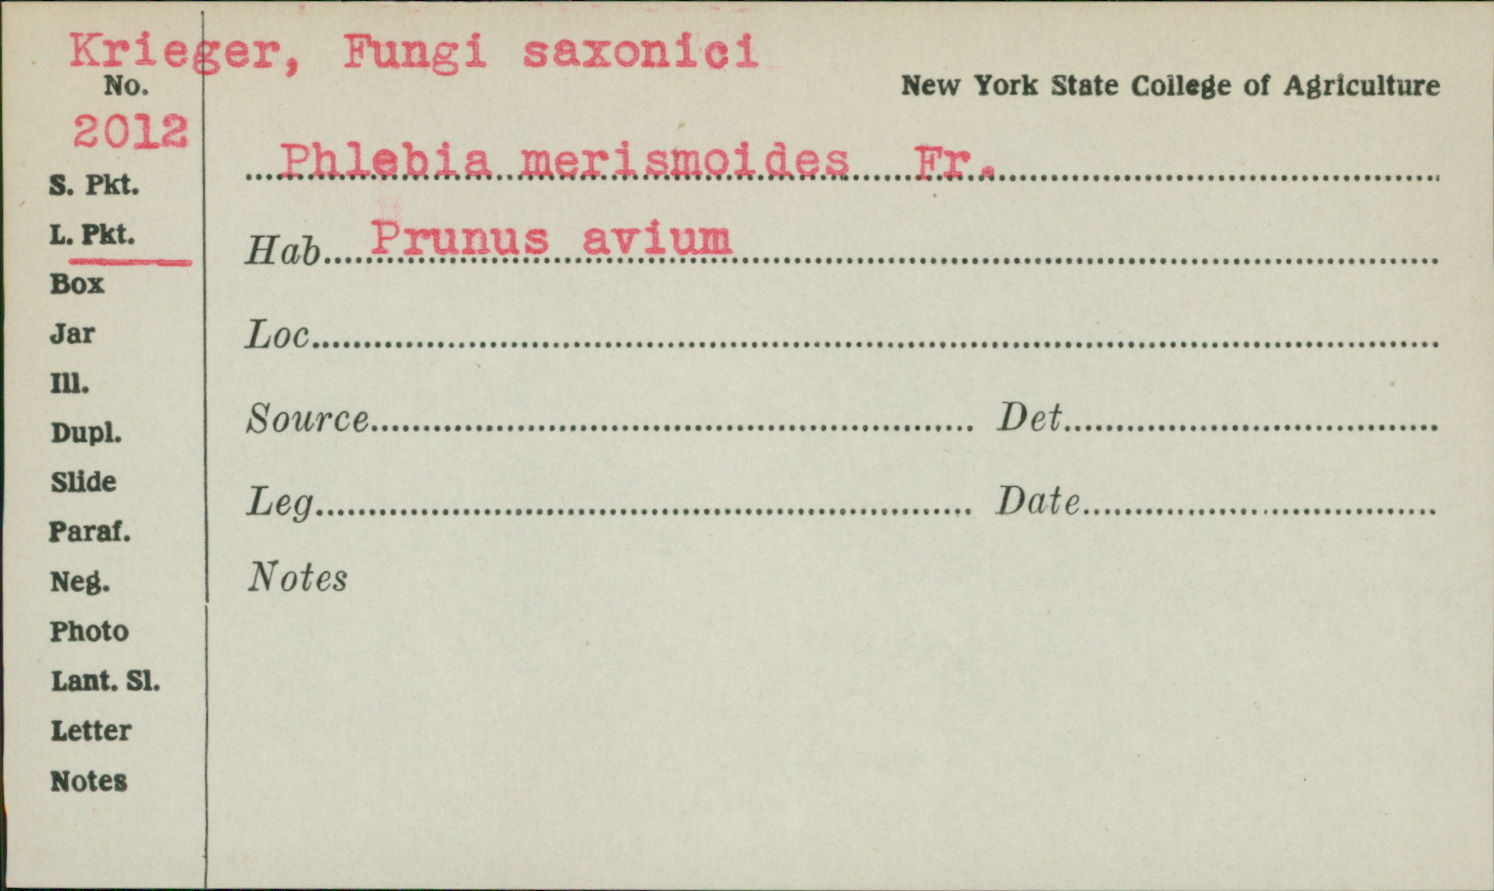 Krieger, Fungi saxonici
No.
New York State College of Agriculture
2012
Phlebia merismoides Fr.
S. Pkt.
L. Pkt.
Hab. Prunus avium
Box
Jar
Loc.
Ill.
Dupl.
Source Det.
Slide
Leg. Date
Paraf.
Neg.
Notes
Photo
Lant. Sl.
Letter
Notes